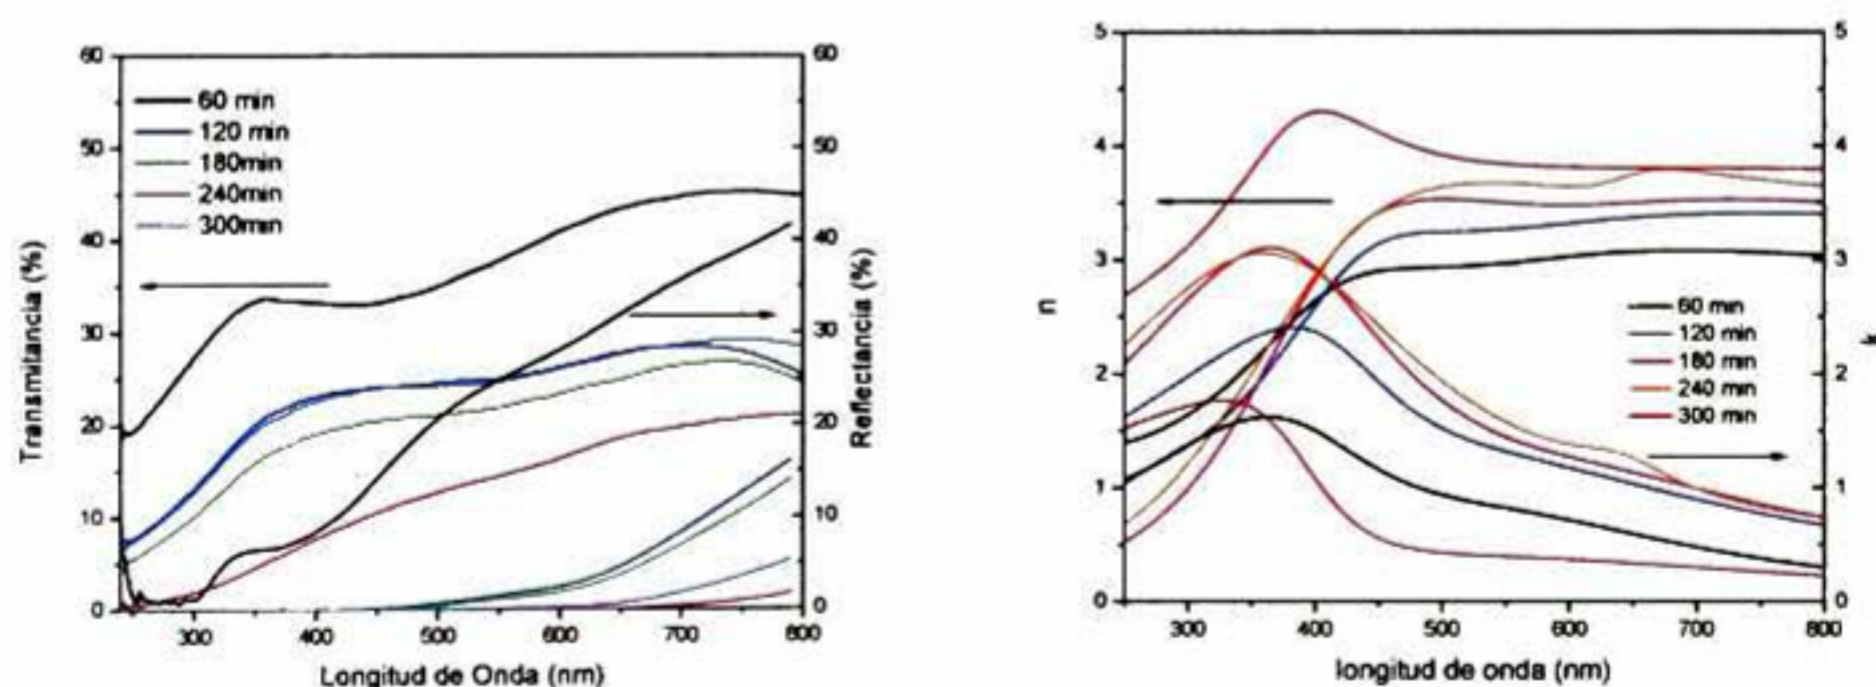 60
60
60 min
120 min
180min
240min
300min
50
50
40
40
30
30
20
20
10
10
0
0
300
400
500
600
700
800
Transmitancia (%)
Reflectancia (%)
Longitud de Onda (nm)
5
5
4
4
3
3
2
2
1
1
0
0
60 min
120 min
180 min
240 min
300 min
300
400
500
600
700
800
n
k
longitud de onda (nm)